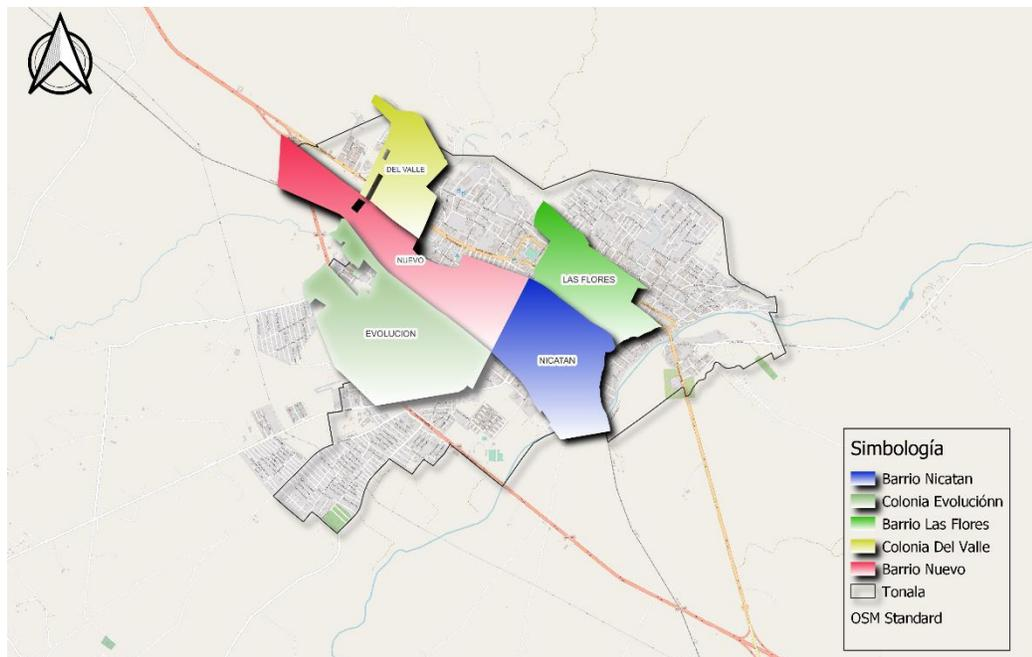 DEL VALLE
NUEVO
LAS FLORES
EVOLUCION
NICATAN
Simbología
Barrio Nicatan
Colonia Evoluciónn
Barrio Las Flores
Colonia Del Valle
Barrio Nuevo
Tonala
OSM Standard